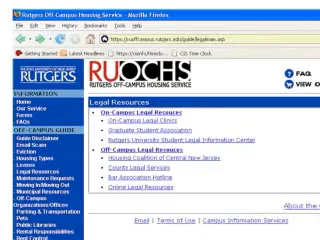 Rutgers Off-Campus Housing Service - Mozilla Firefox
File Edit View History Bookmarks Tools Help
Getting Started Latest Headlines
RUTGERS
RUOCHS
RUTGERS OFF-CAMPUS HOUSING SERVICE
FAQ
VIEW
INFORMATION
Home
Our Service
Forms
FAQs
OFF-CAMPUS GUIDE
Guide Disclaimer
Email Scam
Eviction
Housing Types
Leases
Legal Resources
Maintenance Requests
Moving In/Moving Out
Municipal Resources
Off-Campus
Organizations/Offices
Parking & Transportation
Pets
Public Libraries
Rental Responsibilities
Rent Control
Legal Resources
On-Campus Legal Resouces
On-Campus Legal Clinics
Graduate Student Association
Rutgers University Student Legal Information Center
Off-Campus Legal Resouces
Housing Coalition of Central New Jersey
County Legal Services
Bar Association Hotline
Online Legal Resources
About the
Email | Terms of Use | Campus Information Services